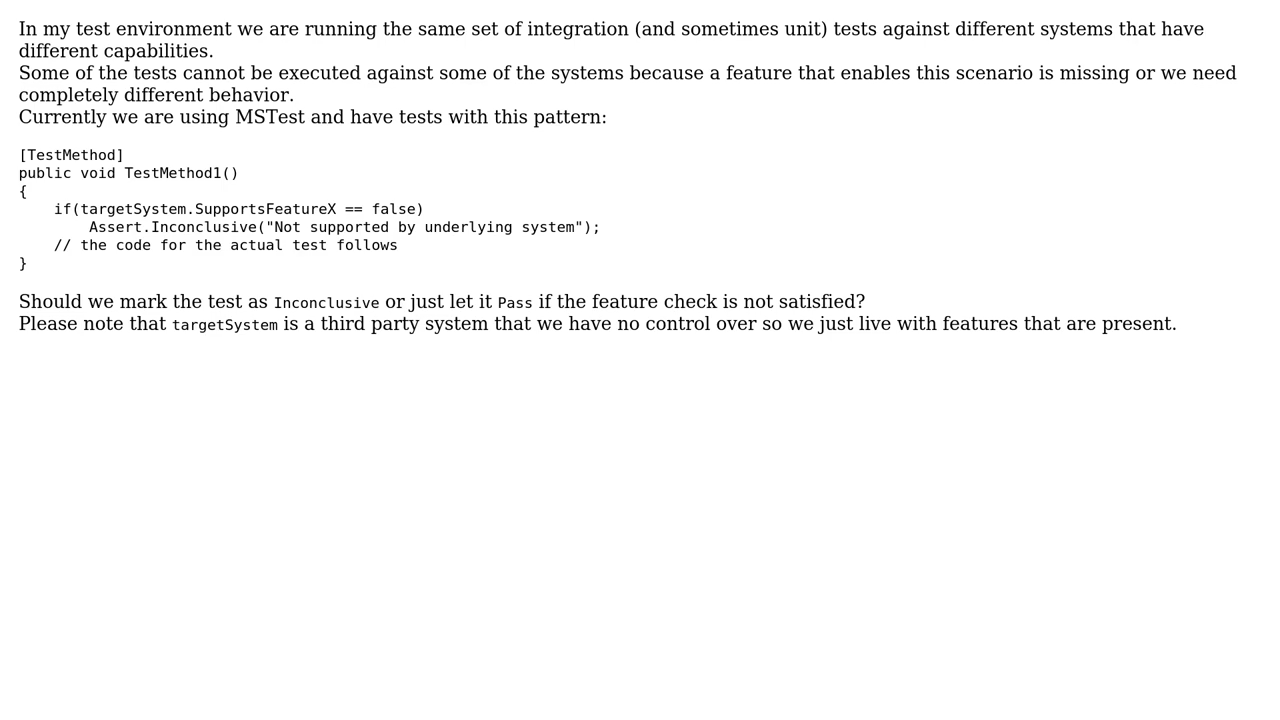 In my test environment we are running the same set of integration (and sometimes unit) tests against different systems that have
different capabilities.
Some of the tests cannot be executed against some of the systems because a feature that enables this scenario is missing or we need
completely different behavior.
Currently we are using MSTest and have tests with this pattern:
[TestMethod]
public void TestMethod1()
{
    if(targetSystem.SupportsFeatureX == false)
        Assert.Inconclusive("Not supported by underlying system");
    // the code for the actual test follows
}
Should we mark the test as Inconclusive or just let it Pass if the feature check is not satisfied?
Please note that targetSystem is a third party system that we have no control over so we just live with features that are present.